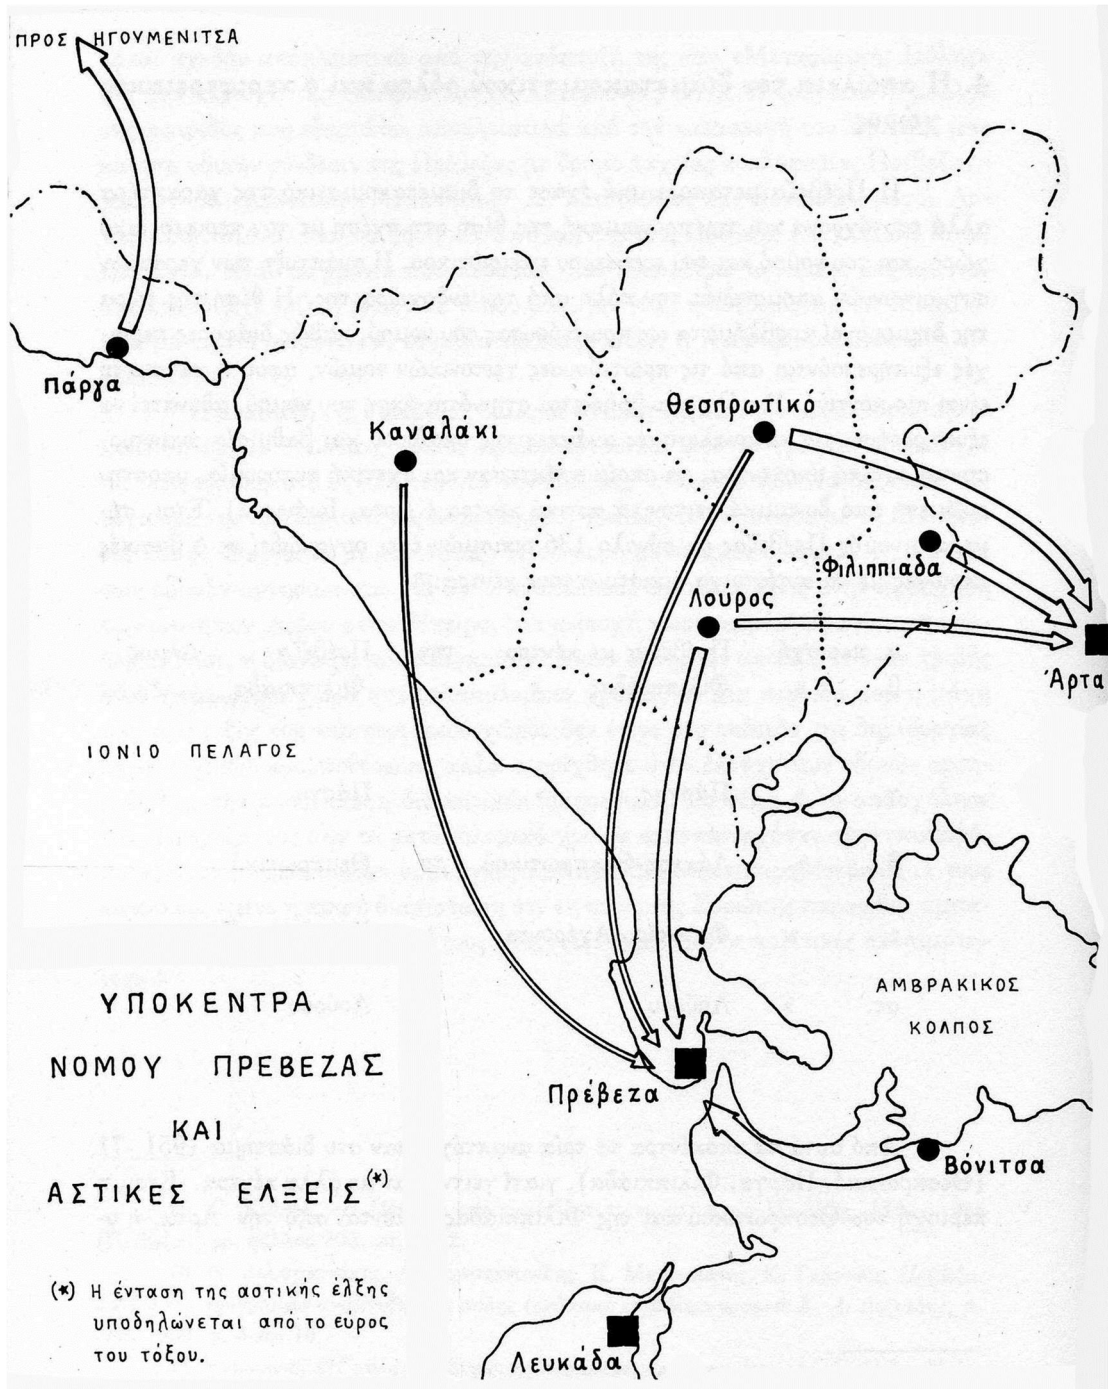 ΠΡΟΣ ΗΓΟΥΜΕΝΙΤΣΑ
Πάργα
Καναλακι
Θεσπρωτικό
Φιλιππιάδα
Λούρος
Άρτα
ΙΟΝΙΟ ΠΕΛΑΓΟΣ
ΑΜΒΡΑΚΙΚΟΣ
ΚΟΛΠΟΣ
Πρέβεζα
Βόνιτσα
Λευκάδα
ΥΠΟΚΕΝΤΡΑ
ΝΟΜΟΥ ΠΡΕΒΕΖΑΣ
ΚΑΙ
ΑΣΤΙΚΕΣ ΕΛΞΕΙΣ(*)
(*) Η ένταση της αστικής έλξης
υποδηλώνεται από το εύρος
του τόξου.